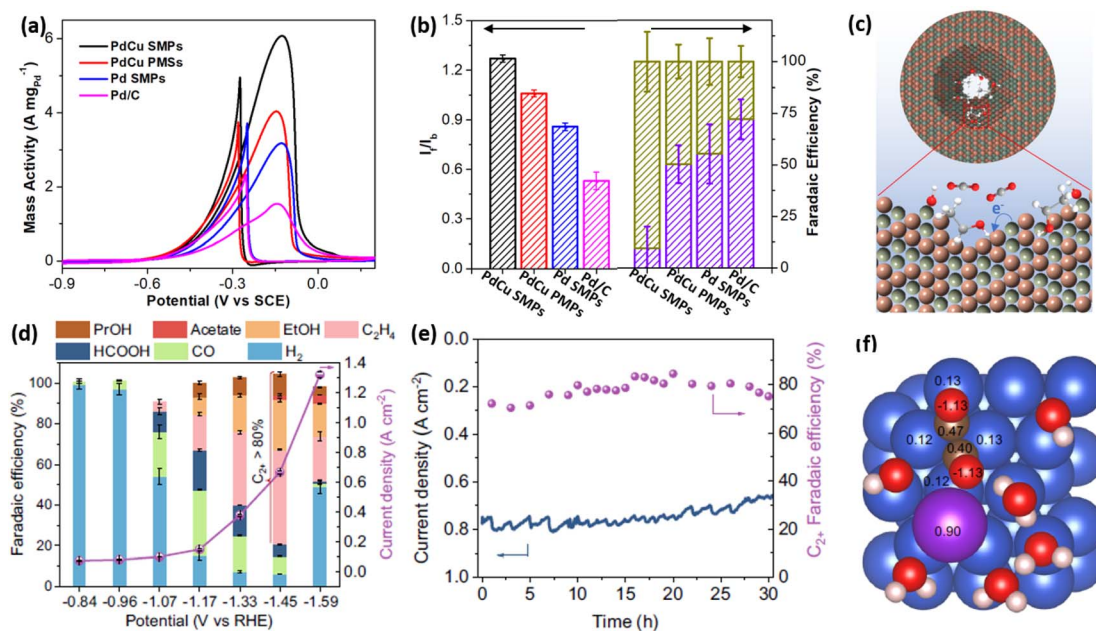 (a)
PdCu SMPs
PdCu PMSs
Pd SMPs
Pd/C
Mass Activity (A mgPd⁻¹)
6
4
2
0
-0.9
-0.6
-0.3
0.0
Potential (V vs SCE)
(b)
If/Ib
1.5
1.2
0.9
0.6
0.3
0.0
PdCu SMPs
PdCu PMPs
Pd SMPs
Pd/C
PdCu SMPs
PdCu PMPs
Pd SMPs
Pd/C
100
75
50
25
0
Faradaic Efficiency (%)
(c)
e⁻
(d)
PrOH
Acetate
EtOH
C₂H₄
HCOOH
CO
H₂
Faradaic efficiency (%)
100
80
60
40
20
0
C₂₊ > 80%
1.4
1.2
1.0
0.8
0.6
0.4
0.2
0.0
Current density (A cm⁻²)
-0.84 -0.96 -1.07 -1.17 -1.33 -1.45 -1.59
Potential (V vs RHE)
(e)
Current density (A cm⁻²)
0.0
0.2
0.4
0.6
0.8
1.0
80
60
40
20
0
C₂₊ Faradaic efficiency (%)
0 5 10 15 20 25 30
Time (h)
(f)
0.13
-1.13
0.47
0.12
0.13
0.40
0.12
-1.13
0.90